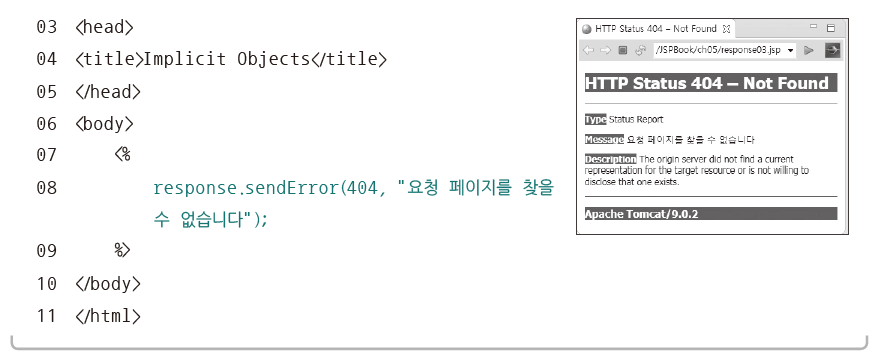 03 <head>
04 <title>Implicit Objects</title>
05 </head>
06 <body>
07 <%
08 response.sendError(404, "요청 페이지를 찾을
수 없습니다");
09 %>
10 </body>
11 </html>
HTTP Status 404 – Not Found
/JSPBook/ch05/response03.jsp
HTTP Status 404 – Not Found
Type Status Report
Message 요청 페이지를 찾을 수 없습니다
Description The origin server did not find a current
representation for the target resource or is not willing to
disclose that one exists.
Apache Tomcat/9.0.2